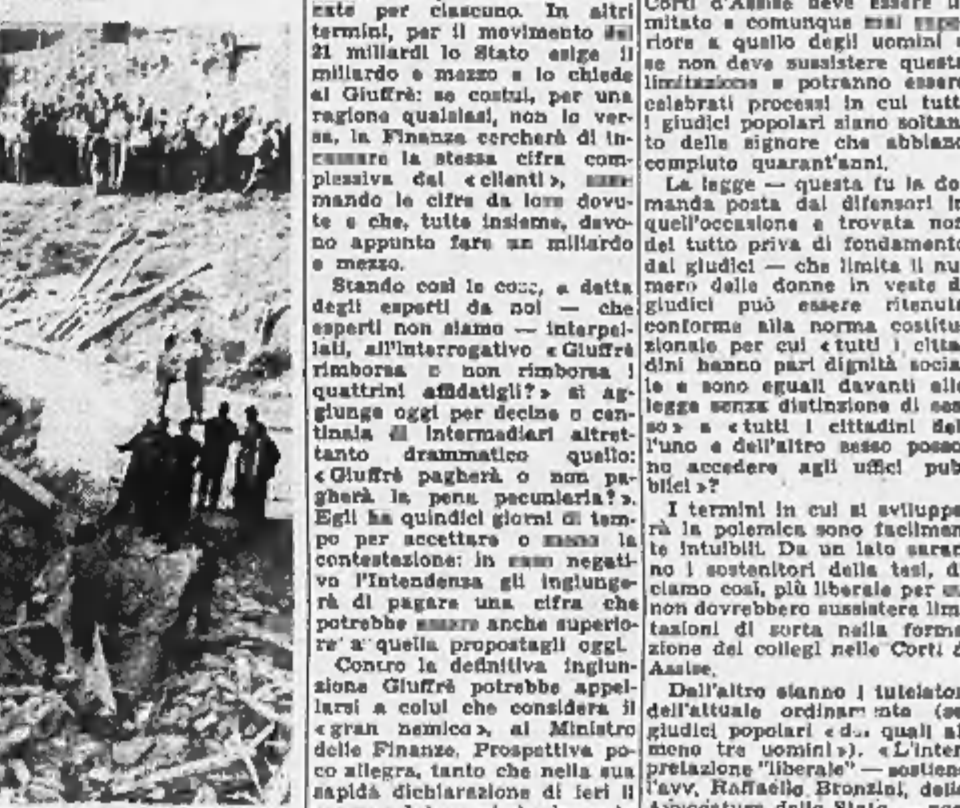 cate per ciascuno. In altri
termini, per il movimento dei
21 miliardi lo Stato esige il
miliardo e mezzo e lo chiede
al Giuffrè: se costui, per una
ragione qualsiasi, non lo ver-
sa, la Finanza cercherà di in-
cassare la stessa cifra com-
plessiva dai «clienti»,
mando le cifre da loro dovu-
te e che, tutte insieme, devo-
no appunto fare un miliardo
e mezzo.
Stando così le cose, a detta
degli esperti da noi — che
esperti non siamo — interpel-
lati, all'interrogativo «Giuffrè
rimborsa o non rimborsa i
quattrini affidatigli?» si ag-
giunge oggi per decine o cen-
tinaia di intermediari altret-
tanto drammatico quello:
«Giuffrè pagherà o non pa-
gherà la pena pecuniaria?».
Egli ha quindici giorni di tem-
po per accettare o meno la
contestazione: in caso negati-
vo l'Intendenza gli ingiunge-
rà di pagare una cifra che
potrebbe essere anche superio-
re a quella propostagli oggi.
Contro la definitiva ingiun-
zione Giuffrè potrebbe appel-
larsi a colui che considera il
«gran nemico», al Ministro
delle Finanze. Prospettiva po-
co allegra, tanto che nella sua
rapida dichiarazione di ieri il
Corti d'Assise deve essere li
mitato e comunque mai supe
riore a quello degli uomini
se non deve sussistere questa
limitazione e potranno essere
celebrati processi in cui tutti
i giudici popolari siano soltan
to delle signore che abbiano
compiuto quarant'anni.
La legge — questa fu la do
manda posta dai difensori in
quell'occasione e trovata non
del tutto priva di fondamento
dai giudici — che limita il nu
mero delle donne in veste di
giudici può essere ritenuta
conforme alla norma costitu
zionale per cui «tutti i citta
dini hanno pari dignità socia
le e sono eguali davanti alla
legge senza distinzione di ses
so» e «tutti i cittadini del
l'uno e dell'altro sesso posso
no accedere agli uffici pub
blici»?
I termini in cui si sviluppe
rà la polemica sono facilmen
te intuibili. Da un lato saran
no i sostenitori della tesi, di
ciamo così, più liberale per cui
non dovrebbero sussistere limi
tazioni di sorta nella forma
zione dei collegi nelle Corti d
Assise.
Dall'altro stanno i tutelatori
dell'attuale ordinamento (sei
giudici popolari «dei quali al
meno tre uomini»). «L'inter
pretazione "liberale" — sostiene
l'avv. Raffaello Bronzini, della
Avvocatura dello Stato